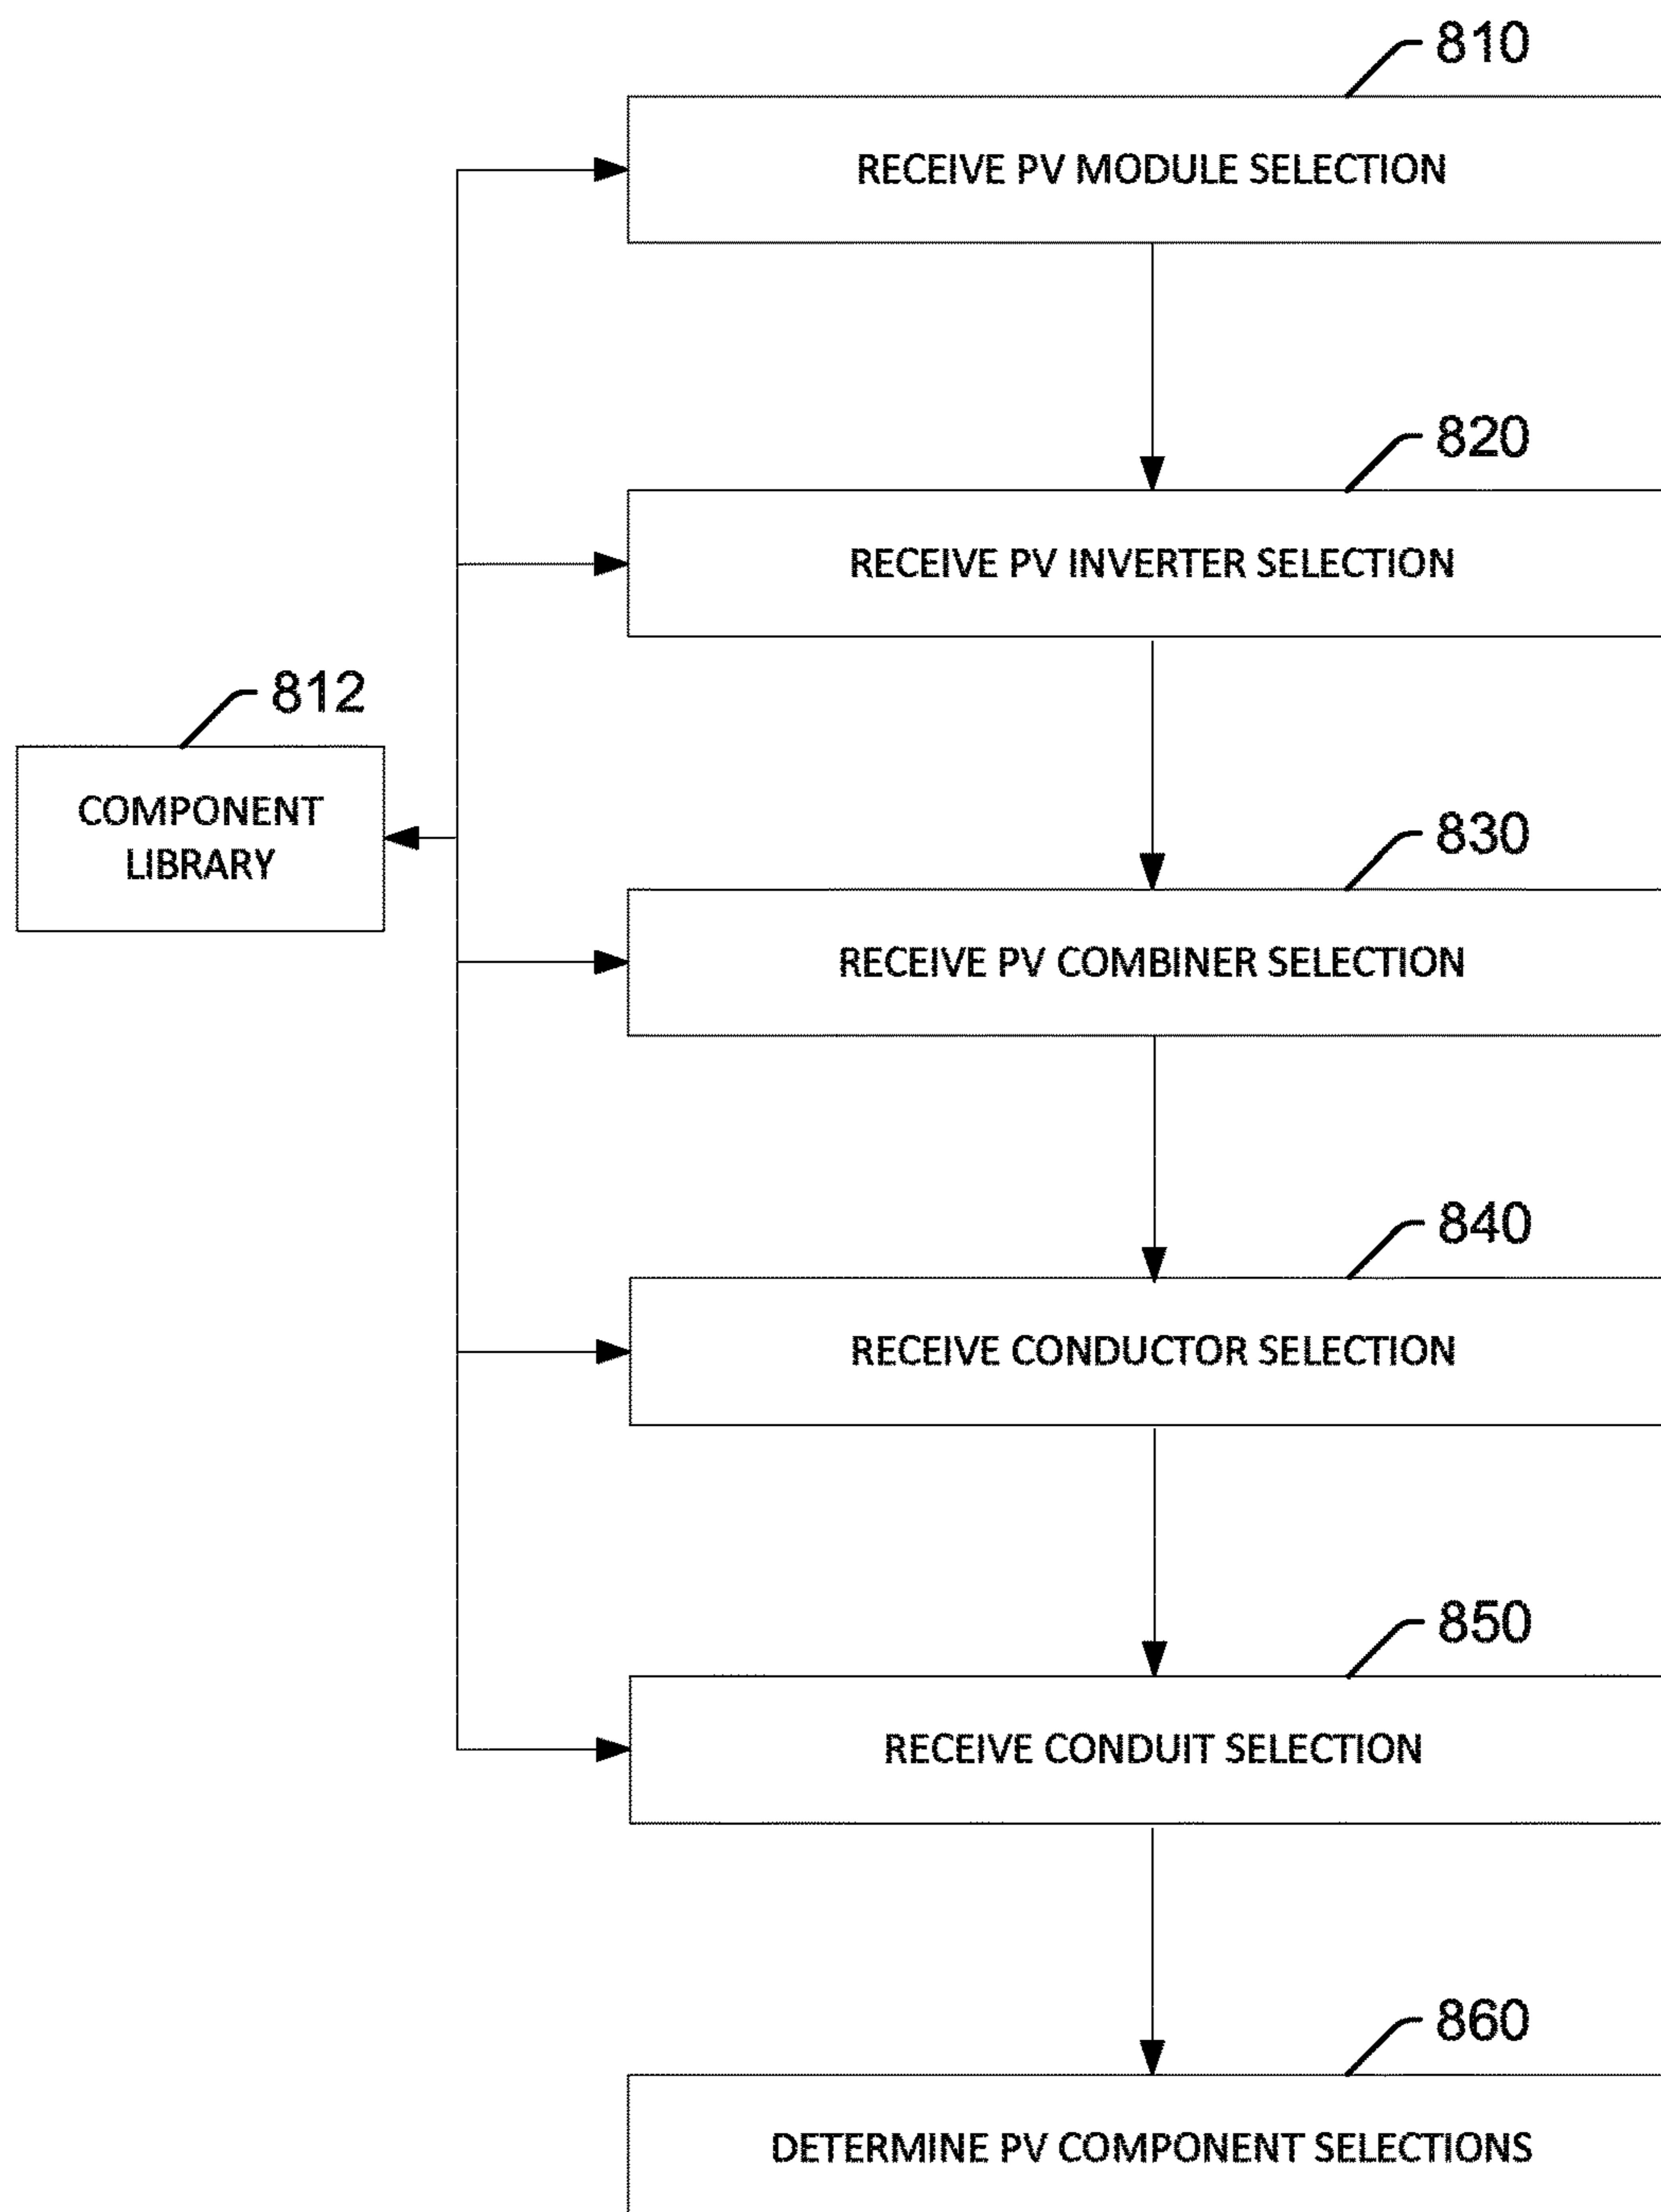 810
RECEIVE PV MODULE SELECTION
820
RECEIVE PV INVERTER SELECTION
812
COMPONENT
LIBRARY
830
RECEIVE PV COMBINER SELECTION
840
RECEIVE CONDUCTOR SELECTION
850
RECEIVE CONDUIT SELECTION
860
DETERMINE PV COMPONENT SELECTIONS